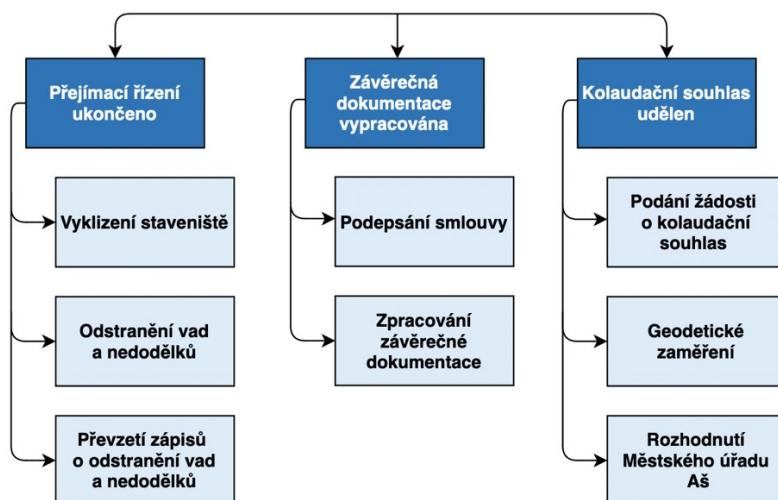 Přejímací řízení
ukončeno
Vyklizení staveniště
Odstranění vad
a nedodělků
Převzetí zápisů
o odstranění vad
a nedodělků
Závěrečná
dokumentace
vypracována
Podepsání smlouvy
Zpracování
závěrečné
dokumentace
Kolaudační souhlas
udělen
Podání žádosti
o kolaudační
souhlas
Geodetické
zaměření
Rozhodnutí
Městského úřadu
Aš